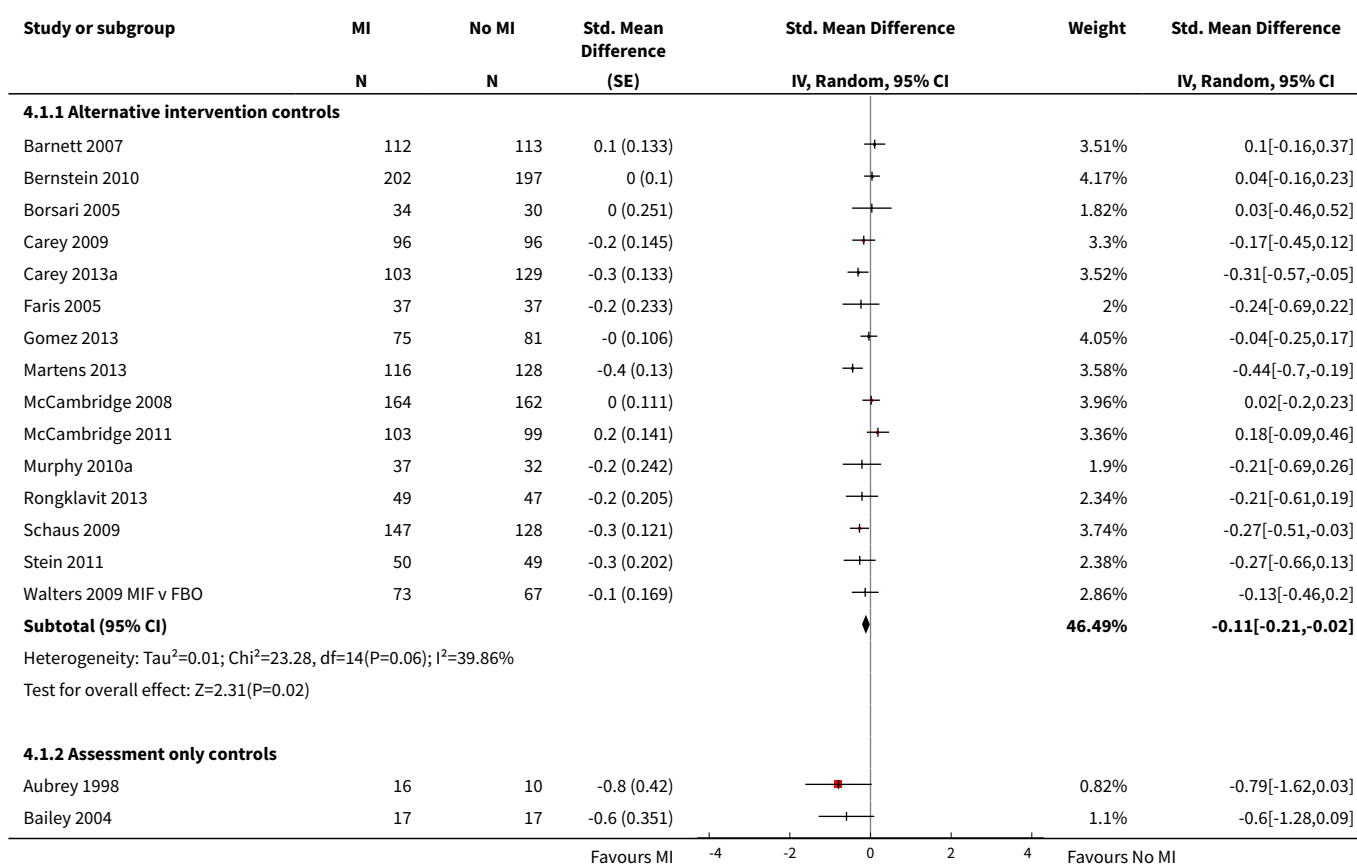 Study or subgroup MI No MI Std. Mean Std. Mean Difference Weight Std. Mean Difference
Difference
N N (SE) IV, Random, 95% CI IV, Random, 95% CI
4.1.1 Alternative intervention controls
Barnett 2007 112 113 0.1 (0.133) 3.51% 0.1[-0.16,0.37]
Bernstein 2010 202 197 0 (0.1) 4.17% 0.04[-0.16,0.23]
Borsari 2005 34 30 0 (0.251) 1.82% 0.03[-0.46,0.52]
Carey 2009 96 96 -0.2 (0.145) 3.3% -0.17[-0.45,0.12]
Carey 2013a 103 129 -0.3 (0.133) 3.52% -0.31[-0.57,-0.05]
Faris 2005 37 37 -0.2 (0.233) 2% -0.24[-0.69,0.22]
Gomez 2013 75 81 -0 (0.106) 4.05% -0.04[-0.25,0.17]
Martens 2013 116 128 -0.4 (0.13) 3.58% -0.44[-0.7,-0.19]
McCambridge 2008 164 162 0 (0.111) 3.96% 0.02[-0.2,0.23]
McCambridge 2011 103 99 0.2 (0.141) 3.36% 0.18[-0.09,0.46]
Murphy 2010a 37 32 -0.2 (0.242) 1.9% -0.21[-0.69,0.26]
Rongklavit 2013 49 47 -0.2 (0.205) 2.34% -0.21[-0.61,0.19]
Schaus 2009 147 128 -0.3 (0.121) 3.74% -0.27[-0.51,-0.03]
Stein 2011 50 49 -0.3 (0.202) 2.38% -0.27[-0.66,0.13]
Walters 2009 MIF v FBO 73 67 -0.1 (0.169) 2.86% -0.13[-0.46,0.2]
Subtotal (95% CI) 46.49% -0.11[-0.21,-0.02]
Heterogeneity: Tau²=0.01; Chi²=23.28, df=14(P=0.06); I²=39.86%
Test for overall effect: Z=2.31(P=0.02)
4.1.2 Assessment only controls
Aubrey 1998 16 10 -0.8 (0.42) 0.82% -0.79[-1.62,0.03]
Bailey 2004 17 17 -0.6 (0.351) 1.1% -0.6[-1.28,0.09]
Favours MI -4 -2 0 2 4 Favours No MI